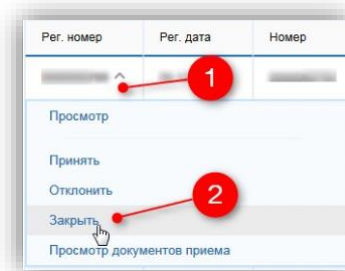 Рег. номер Рег. дата Номер
1
Просмотр
Принять
Отклонить
2
Закрыть
Просмотр документов приема